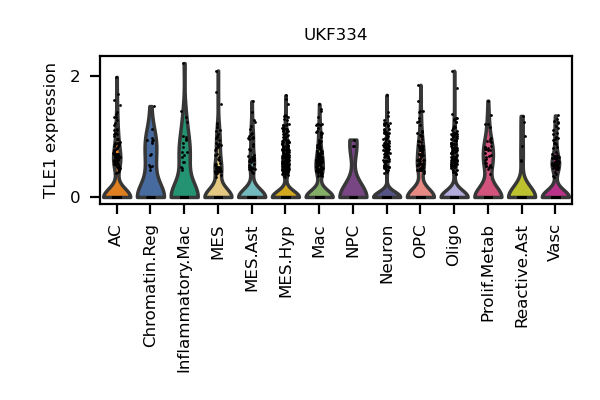 UKF334
TLE1 expression
2
0
AC
Chromatin.Reg
Inflammatory.Mac
MES
MES.Ast
MES.Hyp
Mac
NPC
Neuron
OPC
Oligo
Prolif.Metab
Reactive.Ast
Vasc